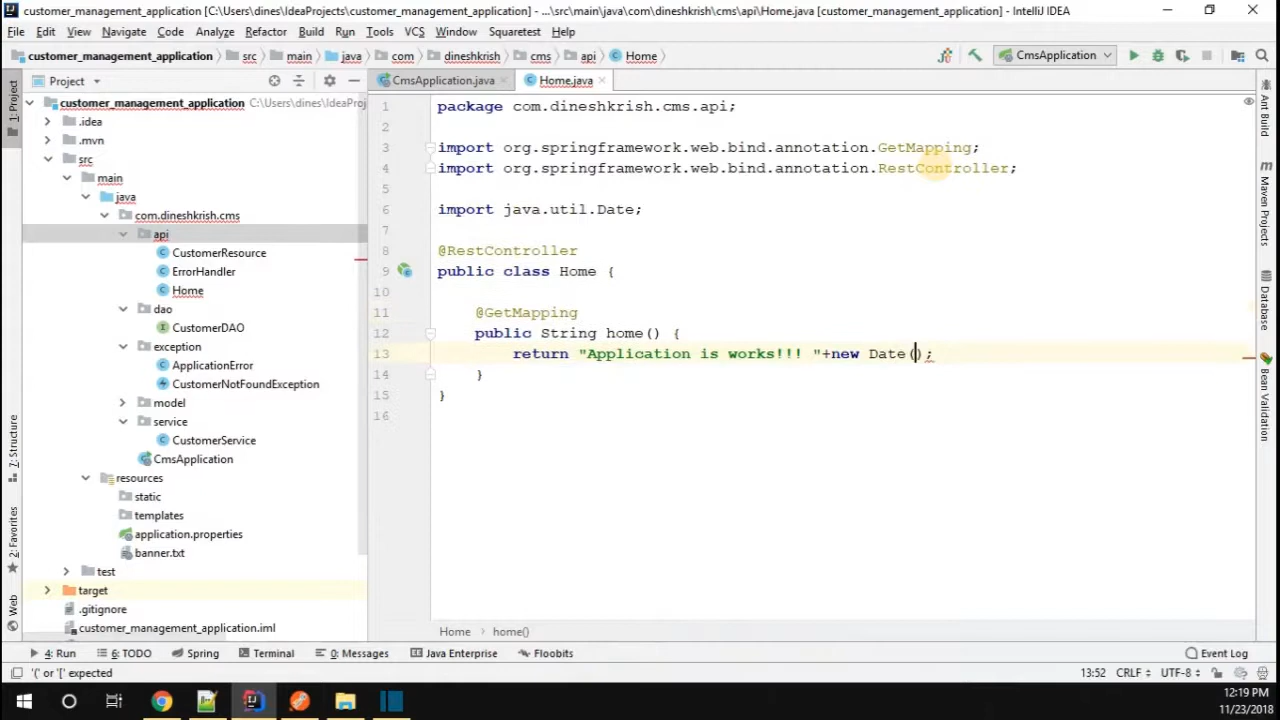 customer_management_application [C:\Users\dines\IdeaProjects\customer_management_application] - ...\src\main\java\com\dineshkrish\cms\api\Home.java [customer_management_application] - IntelliJ IDEA
File Edit View Navigate Code Analyze Refactor Build Run Tools VCS Window Squaretest Help
customer_management_application src main java com dineshkrish cms api Home CmsApplication
1: Project
Project
CmsApplication.java
Home.java
customer_management_application C:\Users\dines\IdeaProj
.idea
.mvn
src
main
java
com.dineshkrish.cms
api
CustomerResource
ErrorHandler
Home
dao
CustomerDAO
exception
ApplicationError
CustomerNotFoundException
model
service
CustomerService
CmsApplication
resources
static
templates
application.properties
banner.txt
test
target
.gitignore
customer_management_application.iml
1 package com.dineshkrish.cms.api;
2
3 import org.springframework.web.bind.annotation.GetMapping;
4 import org.springframework.web.bind.annotation.RestController;
5
6 import java.util.Date;
7
8 @RestController
9 public class Home {
10
11 @GetMapping
12 public String home() {
13 return "Application is works!!! "+new Date();
14 }
15 }
16
Home › home()
Ant Build
Maven Projects
Database
Bean Validation
7: Structure
2: Favorites
Web
4: Run 6: TODO Spring Terminal 0: Messages Java Enterprise Floobits Event Log
'(' or '[' expected 13:52 CRLF UTF-8
12:19 PM
11/23/2018